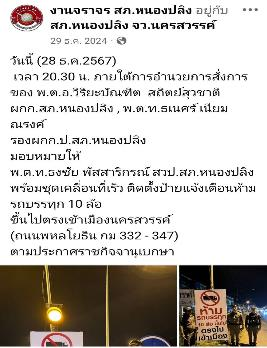 งานจราจร สภ.หนองปลิง อยู่กับ
สภ.หนองปลิง จว.นครสวรรค์
29 ธ.ค. 2024
วันนี้ (28 ธ.ค.2567)
เวลา 20.30 น. ภายใต้การอำนวยการสั่งการ
ของ พ.ต.อ.วิริยะบัณฑิต สถิตย์สุวชาติ
ผกก.สภ.หนองปลิง , พ.ต.ท.ธเนศร์ เนียม
ณรงค์
รองผกก.ป.สภ.หนองปลิง
มอบหมายให้
พ.ต.ท.ธงชัย พัสสาริกรณ์ สวป.สภ.หนองปลิง
พร้อมชุดเคลื่อนที่เร็ว ติดตั้งป้ายแจ้งเตือนห้าม
รถบรรทุก 10 ล้อ
ขึ้นไปตรงเข้าเมืองนครสวรรค์
(ถนนพหลโยธิน กม 332 - 347)
ตามประกาศราชกิจจานุเบกษา
ห้าม
รถบรรทุก
ตรงไป
เข้าเมือง